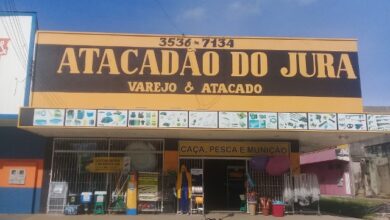 3536-7134
ATACADÃO DO JURA
VAREJO & ATACADO
CAÇA, PESCA E MUNIÇÃO